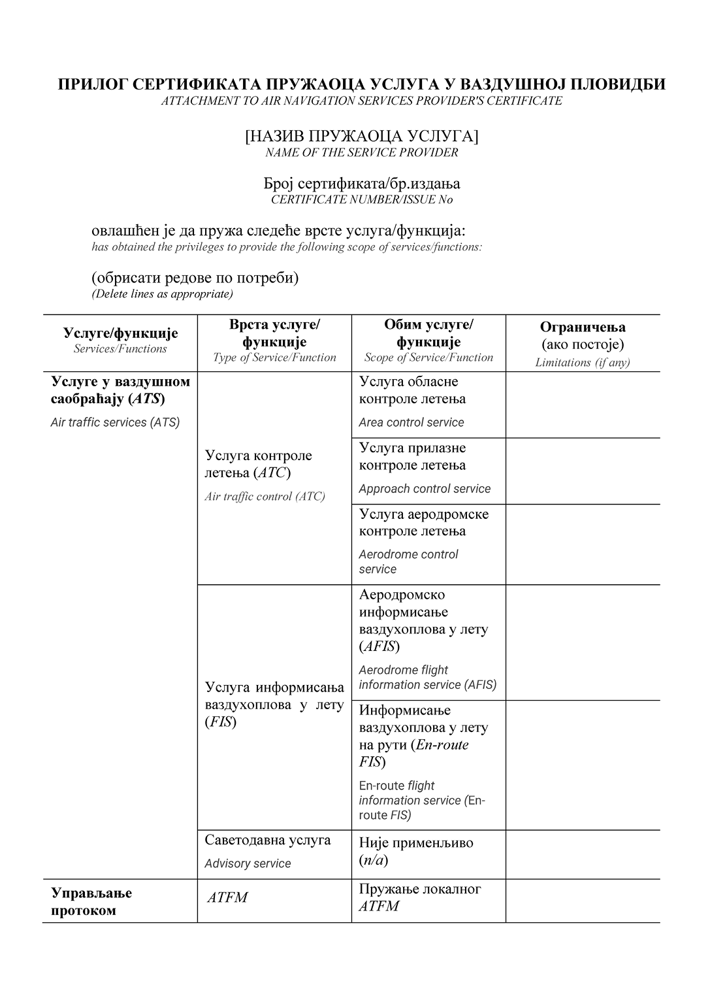 ПРИЛОГ СЕРТИФИКАТА ПРУЖАОЦА УСЛУГА У ВАЗДУШНОЈ ПЛОВИДБИ
ATTACHMENT TO AIR NAVIGATION SERVICES PROVIDER'S CERTIFICATE
[НАЗИВ ПРУЖАОЦА УСЛУГА]
NAME OF THE SERVICE PROVIDER
Број сертификата/бр.издања
CERTIFICATE NUMBER/ISSUE No
овлашћен је да пружа следеће врсте услуга/функција:
has obtained the privileges to provide the following scope of services/functions:
(обрисати редове по потреби)
(Delete lines as appropriate)
Услуге/функције
Services/Functions
Врста услуге/
функције
Type of Service/Function
Обим услуге/
функције
Scope of Service/Function
Ограничења
(ако постоје)
Limitations (if any)
Услуге у ваздушном
саобраћају (ATS)
Air traffic services (ATS)
Услуга контроле
летења (ATC)
Air traffic control (ATC)
Услуга обласне
контроле летења
Area control service
Услуга прилазне
контроле летења
Approach control service
Услуга аеродромске
контроле летења
Aerodrome control
service
Услуга информисања
ваздухоплова у лету
(FIS)
Аеродромско
информисање
ваздухоплова у лету
(AFIS)
Aerodrome flight
information service (AFIS)
Информисање
ваздухоплова у лету
на рути (En-route
FIS)
En-route flight
information service (En-
route FIS)
Саветодавна услуга
Advisory service
Није применљиво
(n/a)
Управљање
протоком
ATFM
Пружање локалног
ATFM